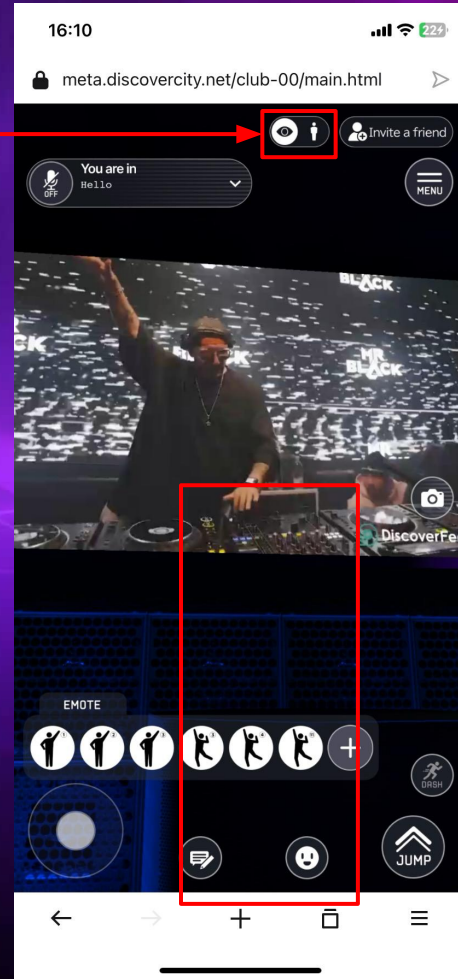 16:10
224
meta.discovercity.net/club-00/main.html
Invite a friend
You are in
Hello
OFF
MENU
BLACK
CK
MR
BLACK
DiscoverFe
EMOTE
DASH
JUMP